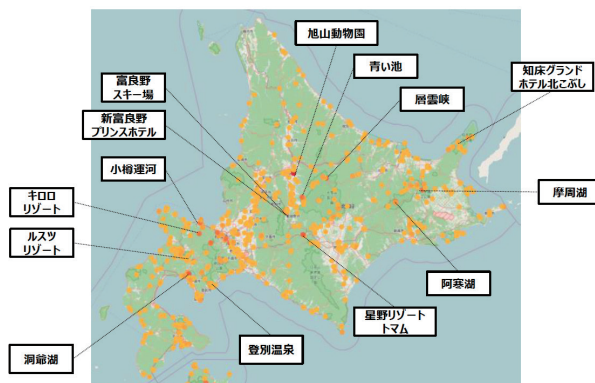 旭山動物園
青い池
富良野
スキー場
層雲峡
知床グランド
ホテル北こぶし
新富良野
プリンスホテル
小樽運河
キロロ
リゾート
摩周湖
ルスツ
リゾート
阿寒湖
星野リゾート
トマム
洞爺湖
登別温泉